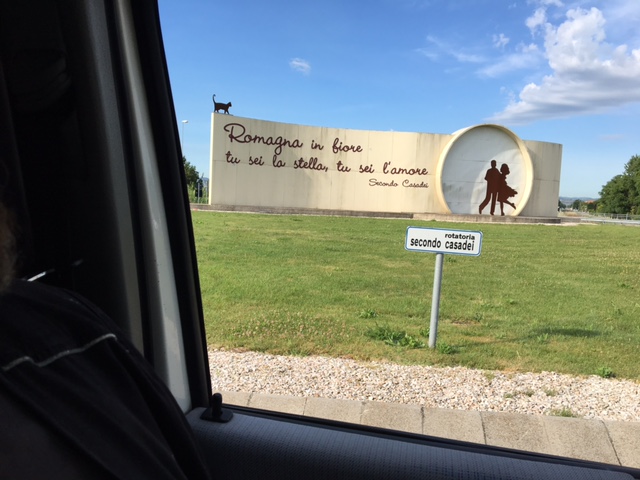 Romagna in fiore
tu sei la stella, tu sei l'amore
Secondo Casadei
rotatoria
secondo casadei